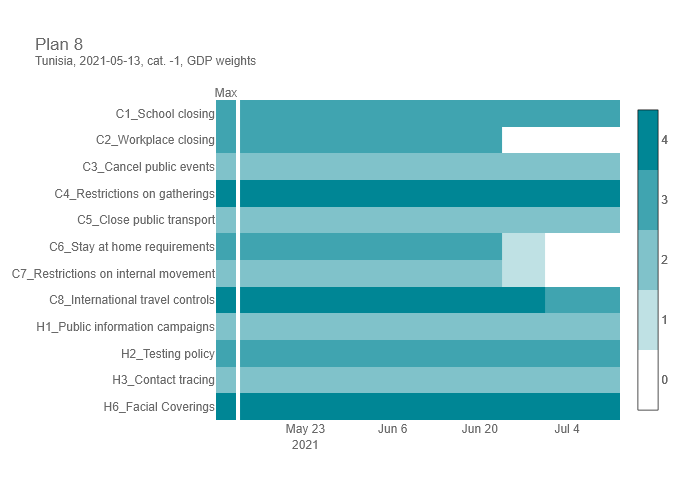 Plan 8
Tunisia, 2021-05-13, cat. -1, GDP weights
Max
C1_School closing
C2_Workplace closing
C3_Cancel public events
C4_Restrictions on gatherings
C5_Close public transport
C6_Stay at home requirements
C7_Restrictions on internal movement
C8_International travel controls
H1_Public information campaigns
H2_Testing policy
H3_Contact tracing
H6_Facial Coverings
May 23 Jun 6 Jun 20 Jul 4
2021
4
3
2
1
0